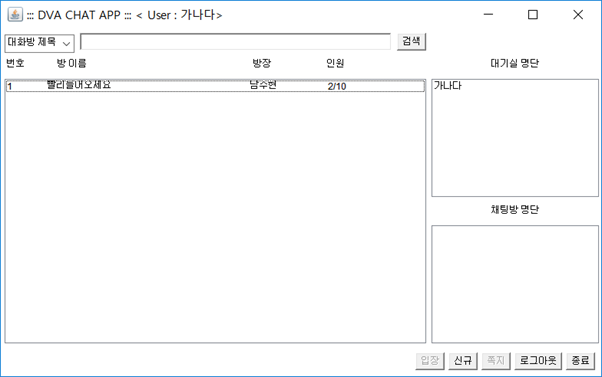 ::: DVA CHAT APP ::: < User : 가나다>
대화방 제목 검색
번호 방 이름 방장 인원 대기실 명단
1 빨리들어오세요 남수현 2/10
가나다
채팅방 명단
입장 신규 쪽지 로그아웃 종료